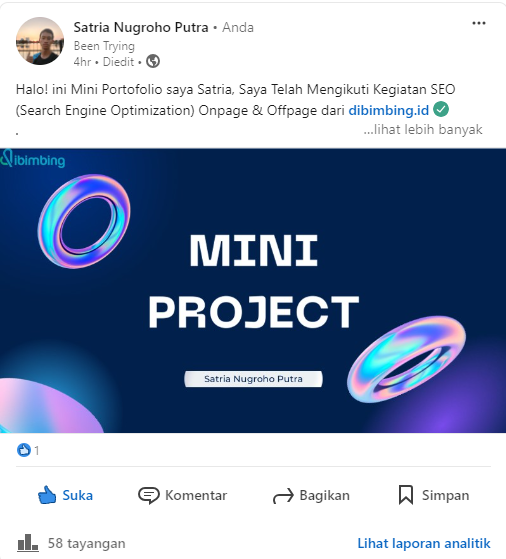 Satria Nugroho Putra • Anda
Been Trying
4hr • Diedit •
Halo! ini Mini Portofolio saya Satria, Saya Telah Mengikuti Kegiatan SEO
(Search Engine Optimization) Onpage & Offpage dari dibimbing.id
.
...lihat lebih banyak
dibimbing
MINI
PROJECT
Satria Nugroho Putra
1
Suka
Komentar
Bagikan
Simpan
58 tayangan
Lihat laporan analitik